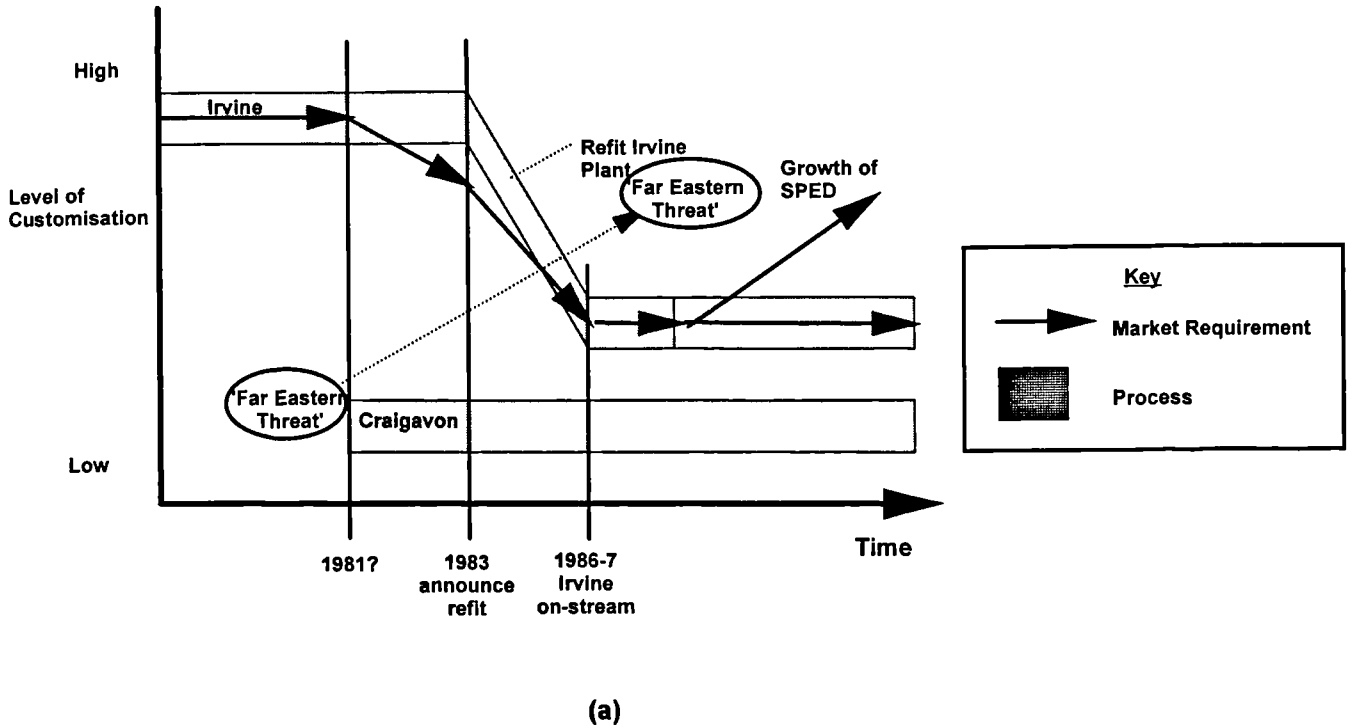 High
Irvine
Level of
Customisation
Refit Irvine
Plant
'Far Eastern
Threat'
Growth of
SPED
Key
Market Requirement
Process
'Far Eastern
Threat'
Craigavon
Low
Time
1981?
1983
announce
refit
1986-7
Irvine
on-stream
(a)